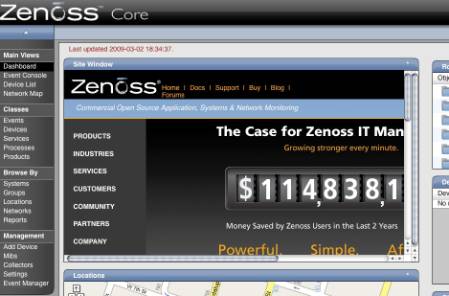 Zenoss Core
Last updated 2009-03-02 18:34:37.
Main Views
Dashboard
Event Console
Device List
Network Map
Classes
Events
Devices
Services
Processes
Products
Browse By
Systems
Groups
Locations
Networks
Reports
Management
Add Device
Mibs
Collectors
Settings
Event Manager
Site Window
Zenoss
Home | Docs | Support | Buy | Blog |
Forums
Commercial Open Source Application, Systems & Network Monitoring
PRODUCTS
INDUSTRIES
SERVICES
CUSTOMERS
COMMUNITY
PARTNERS
COMPANY
The Case for Zenoss IT Man
Growing stronger every minute.
$114,838,1
Money Saved by Zenoss Users in the Last 2 Years
Powerful. Simple. Af
Locations
Ro
Obj
De
Dev
No